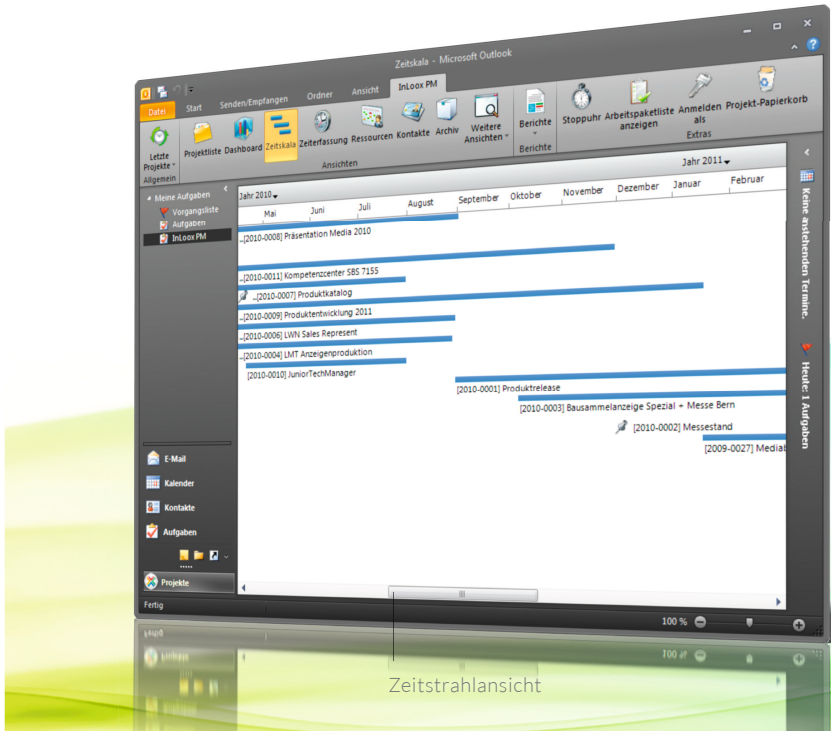 Zeitskala - Microsoft Outlook
Datei Start Senden/Empfangen Ordner Ansicht InLoox PM
Letzte Projekte
Projektliste
Dashboard
Zeitskala
Zeiterfassung
Ressourcen
Kontakte
Archiv
Weitere Ansichten
Berichte
Stoppuhr
Arbeitspaketliste anzeigen
Anmelden als
Projekt-Papierkorb
Allgemein
Ansichten
Berichte
Extras
Meine Aufgaben
Vorgangsliste
Aufgaben
InLoox PM
Jahr 2010
Jahr 2011
Mai Juni Juli August September Oktober November Dezember Januar Februar
...[2010-0008] Präsentation Media 2010
...[2010-0011] Kompetenzcenter SBS 7155
...[2010-0007] Produktkatalog
...[2010-0009] Produktentwicklung 2011
...[2010-0006] LWN Sales Represent
...[2010-0004] LMT Anzeigenproduktion
[2010-0010] JuniorTechManager
[2010-0001] Produktrelease
[2010-0003] Bausammelanzeige Spezial + Messe Bern
[2010-0002] Messestand
[2009-0027] Mediab
Keine anstehenden Termine.
Heute: 1 Aufgaben
E-Mail
Kalender
Kontakte
Aufgaben
Projekte
Fertig
100 %
Zeitstrahlansicht